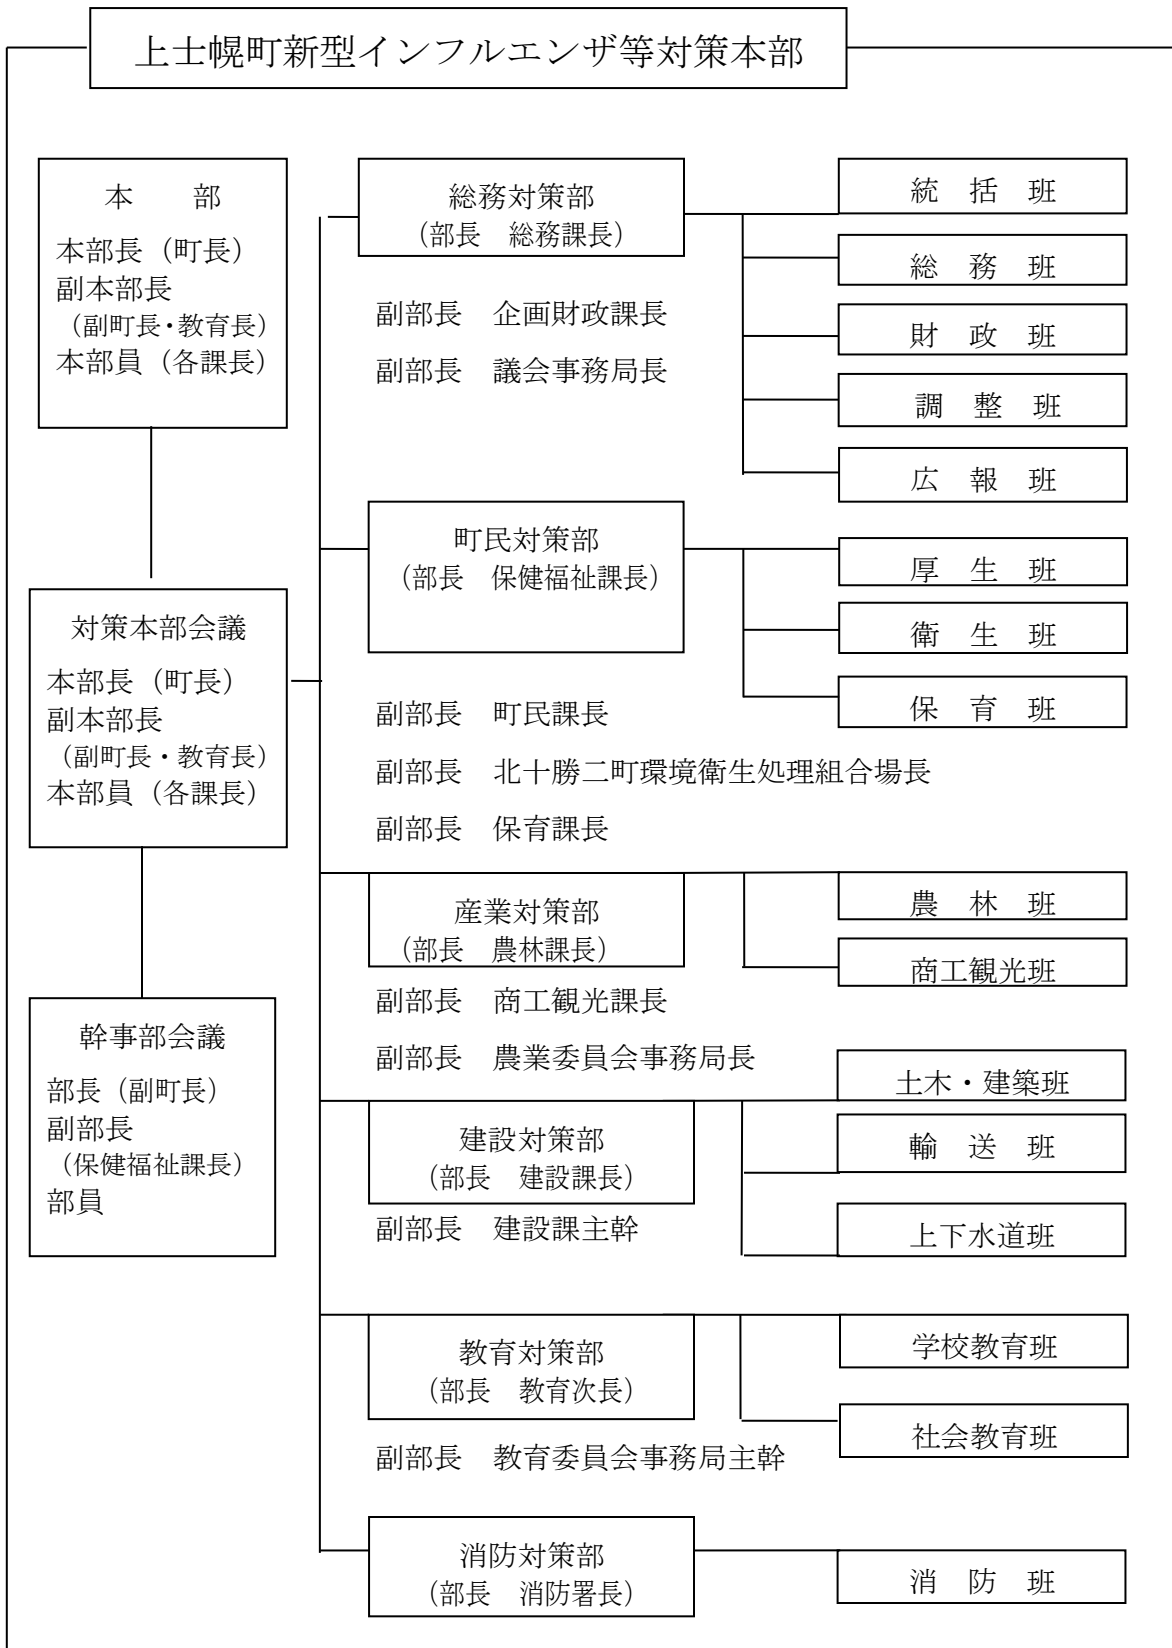 上士幌町新型インフルエンザ等対策本部
本　　部
本部長（町長）
副本部長
（副町長・教育長）
本部員（各課長）
対策本部会議
本部長（町長）
副本部長
（副町長・教育長）
本部員（各課長）
幹事部会議
部長（副町長）
副部長
（保健福祉課長）
部員
総務対策部
（部長　総務課長）
副部長　企画財政課長
副部長　議会事務局長
統　括　班
総　務　班
財　政　班
調　整　班
広　報　班
町民対策部
（部長　保健福祉課長）
副部長　町民課長
副部長　北十勝二町環境衛生処理組合場長
副部長　保育課長
厚　生　班
衛　生　班
保　育　班
産業対策部
（部長　農林課長）
副部長　商工観光課長
副部長　農業委員会事務局長
農　林　班
商工観光班
建設対策部
（部長　建設課長）
副部長　建設課主幹
土木・建築班
輸　送　班
上下水道班
教育対策部
（部長　教育次長）
副部長　教育委員会事務局主幹
学校教育班
社会教育班
消防対策部
（部長　消防署長）
消　防　班